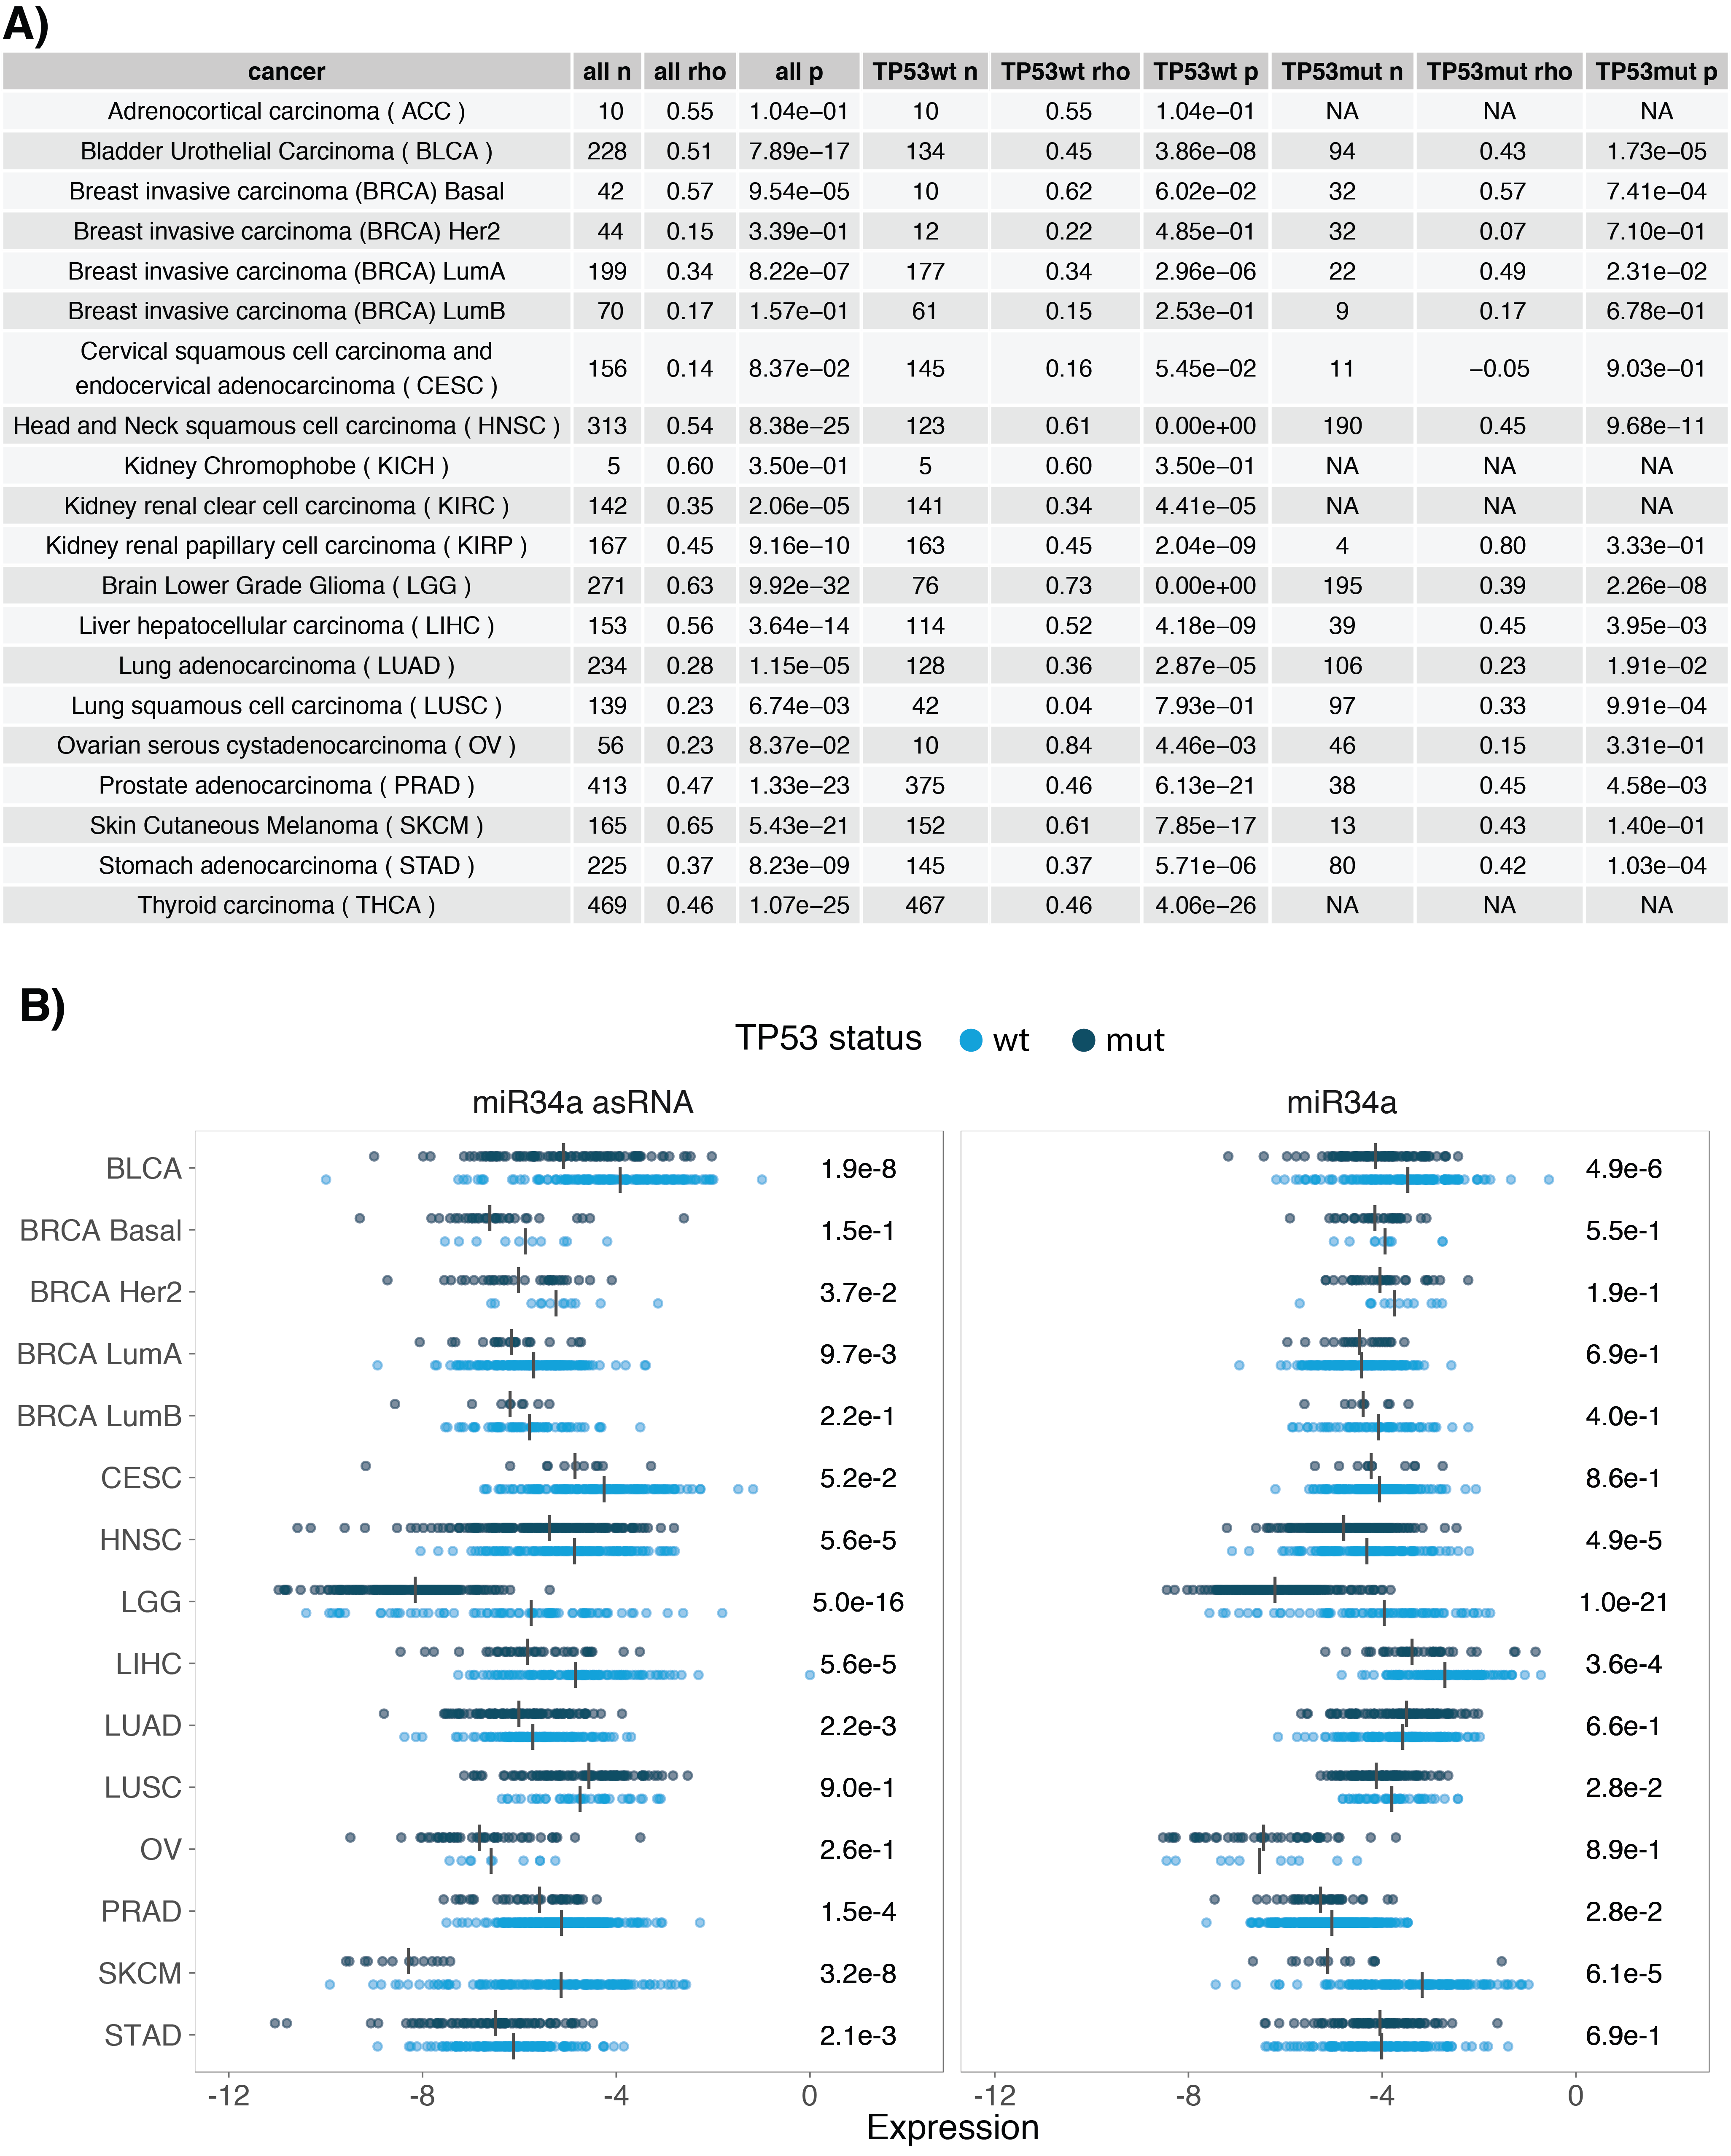 A)
cancer all n all rho all p TP53wt n TP53wt rho TP53wt p TP53mut n TP53mut rho TP53mut p
Adrenocortical carcinoma ( ACC ) 10 0.55 1.04e−01 10 0.55 1.04e−01 NA NA NA
Bladder Urothelial Carcinoma ( BLCA ) 228 0.51 7.89e−17 134 0.45 3.86e−08 94 0.43 1.73e−05
Breast invasive carcinoma (BRCA) Basal 42 0.57 9.54e−05 10 0.62 6.02e−02 32 0.57 7.41e−04
Breast invasive carcinoma (BRCA) Her2 44 0.15 3.39e−01 12 0.22 4.85e−01 32 0.07 7.10e−01
Breast invasive carcinoma (BRCA) LumA 199 0.34 8.22e−07 177 0.34 2.96e−06 22 0.49 2.31e−02
Breast invasive carcinoma (BRCA) LumB 70 0.17 1.57e−01 61 0.15 2.53e−01 9 0.17 6.78e−01
Cervical squamous cell carcinoma and
endocervical adenocarcinoma ( CESC ) 156 0.14 8.37e−02 145 0.16 5.45e−02 11 −0.05 9.03e−01
Head and Neck squamous cell carcinoma ( HNSC ) 313 0.54 8.38e−25 123 0.61 0.00e+00 190 0.45 9.68e−11
Kidney Chromophobe ( KICH ) 5 0.60 3.50e−01 5 0.60 3.50e−01 NA NA NA
Kidney renal clear cell carcinoma ( KIRC ) 142 0.35 2.06e−05 141 0.34 4.41e−05 NA NA NA
Kidney renal papillary cell carcinoma ( KIRP ) 167 0.45 9.16e−10 163 0.45 2.04e−09 4 0.80 3.33e−01
Brain Lower Grade Glioma ( LGG ) 271 0.63 9.92e−32 76 0.73 0.00e+00 195 0.39 2.26e−08
Liver hepatocellular carcinoma ( LIHC ) 153 0.56 3.64e−14 114 0.52 4.18e−09 39 0.45 3.95e−03
Lung adenocarcinoma ( LUAD ) 234 0.28 1.15e−05 128 0.36 2.87e−05 106 0.23 1.91e−02
Lung squamous cell carcinoma ( LUSC ) 139 0.23 6.74e−03 42 0.04 7.93e−01 97 0.33 9.91e−04
Ovarian serous cystadenocarcinoma ( OV ) 56 0.23 8.37e−02 10 0.84 4.46e−03 46 0.15 3.31e−01
Prostate adenocarcinoma ( PRAD ) 413 0.47 1.33e−23 375 0.46 6.13e−21 38 0.45 4.58e−03
Skin Cutaneous Melanoma ( SKCM ) 165 0.65 5.43e−21 152 0.61 7.85e−17 13 0.43 1.40e−01
Stomach adenocarcinoma ( STAD ) 225 0.37 8.23e−09 145 0.37 5.71e−06 80 0.42 1.03e−04
Thyroid carcinoma ( THCA ) 469 0.46 1.07e−25 467 0.46 4.06e−26 NA NA NA
B)
TP53 status wt mut
miR34a asRNA miR34a
BLCA 1.9e-8 4.9e-6
BRCA Basal 1.5e-1 5.5e-1
BRCA Her2 3.7e-2 1.9e-1
BRCA LumA 9.7e-3 6.9e-1
BRCA LumB 2.2e-1 4.0e-1
CESC 5.2e-2 8.6e-1
HNSC 5.6e-5 4.9e-5
LGG 5.0e-16 1.0e-21
LIHC 5.6e-5 3.6e-4
LUAD 2.2e-3 6.6e-1
LUSC 9.0e-1 2.8e-2
OV 2.6e-1 8.9e-1
PRAD 1.5e-4 2.8e-2
SKCM 3.2e-8 6.1e-5
STAD 2.1e-3 6.9e-1
-12 -8 -4 0 -12 -8 -4 0
Expression